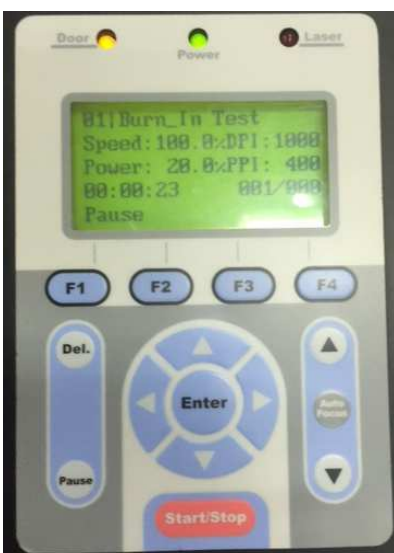 Door
Power
Laser
01|Burn_In Test
Speed:100.0%DPI:1000
Power: 20.0%PPI: 400
00:00:23 001/000
Pause
F1 F2 F3 F4
Del.
Enter
Auto Focus
Pause
Start/Stop